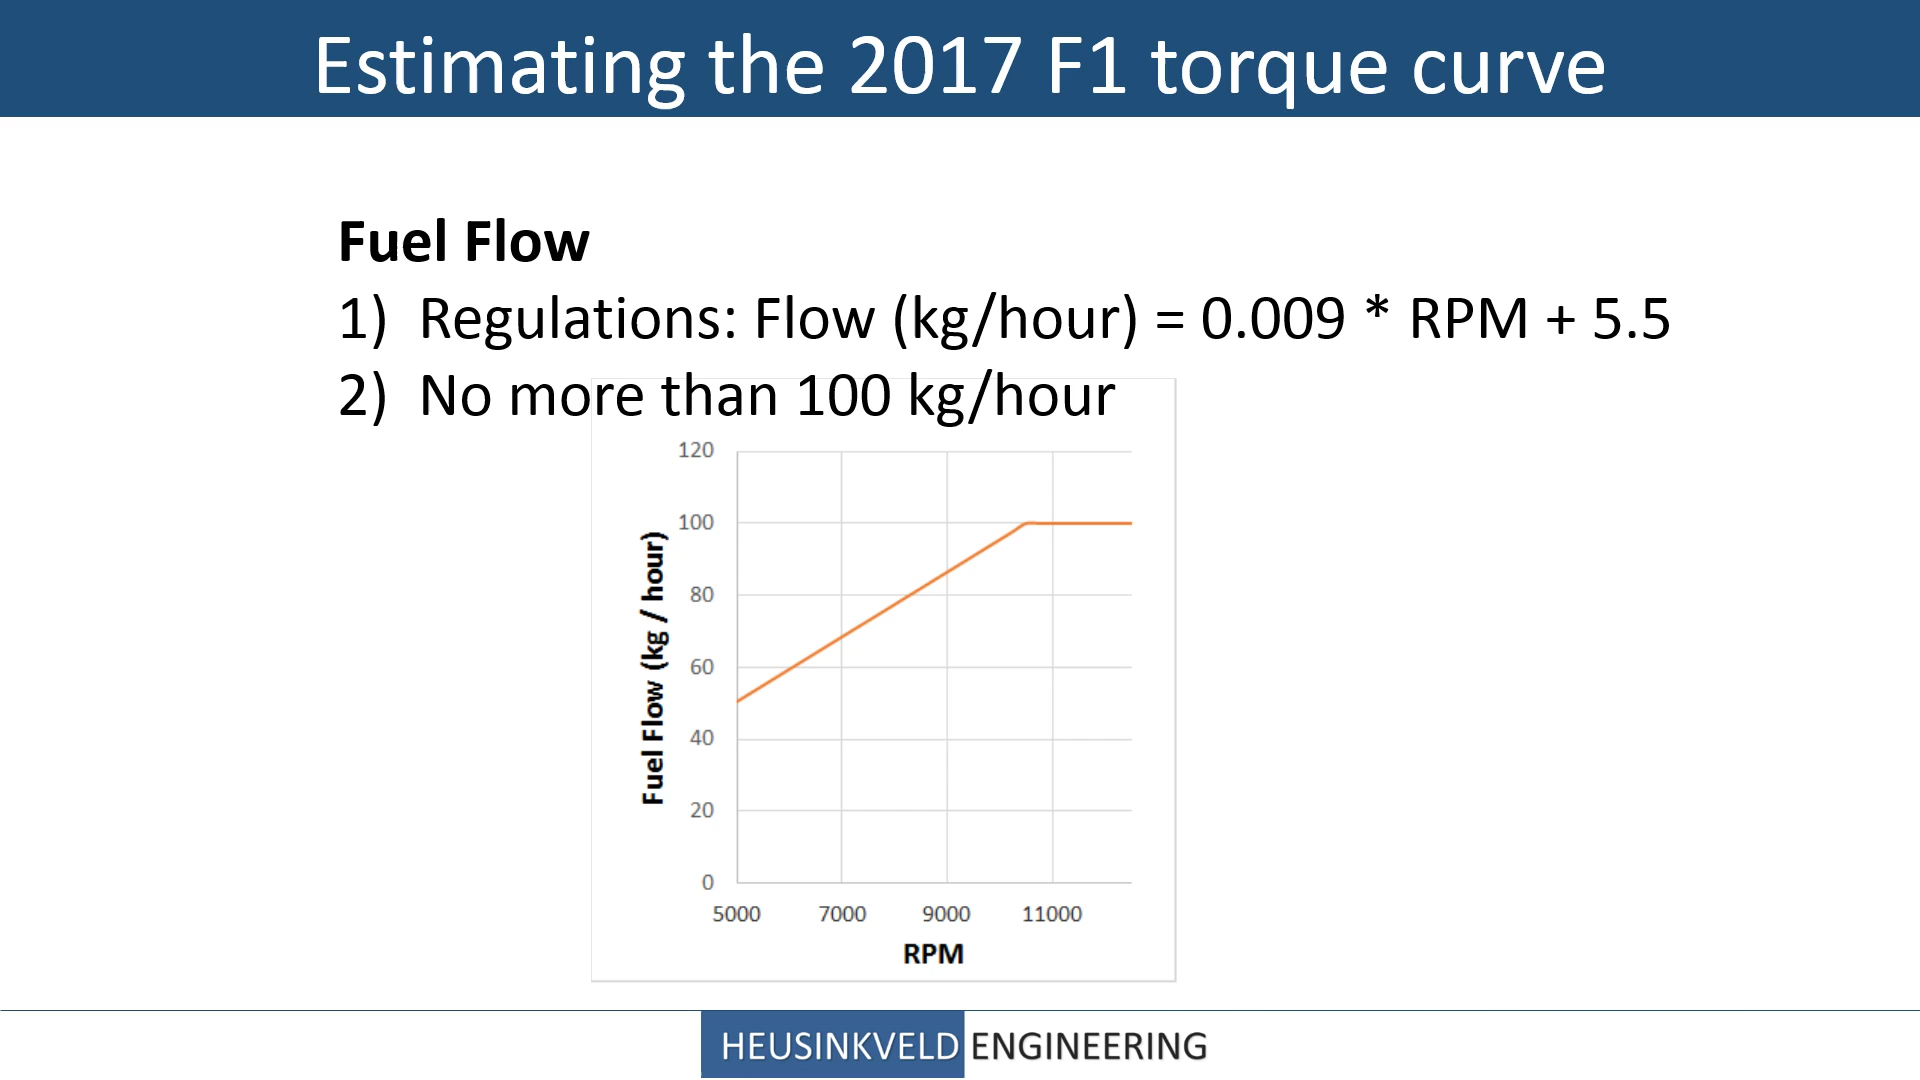 Estimating the 2017 F1 torque curve
Fuel Flow
1) Regulations: Flow (kg/hour) = 0.009 * RPM + 5.5
2) No more than 100 kg/hour
120
100
80
60
40
20
0
Fuel Flow (kg / hour)
5000 7000 9000 11000
RPM
HEUSINKVELD ENGINEERING